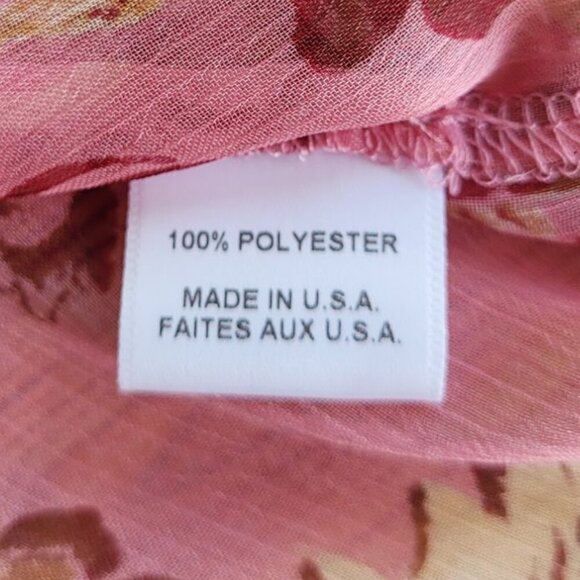 100% POLYESTER
MADE IN U.S.A.
FAITES AUX U.S.A.